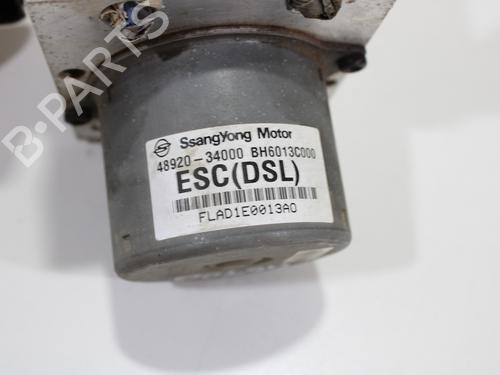 SsangYong Motor
48920-34000 BH6013C000
ESC(DSL)
FLAD1E0013A0
B-PARTS